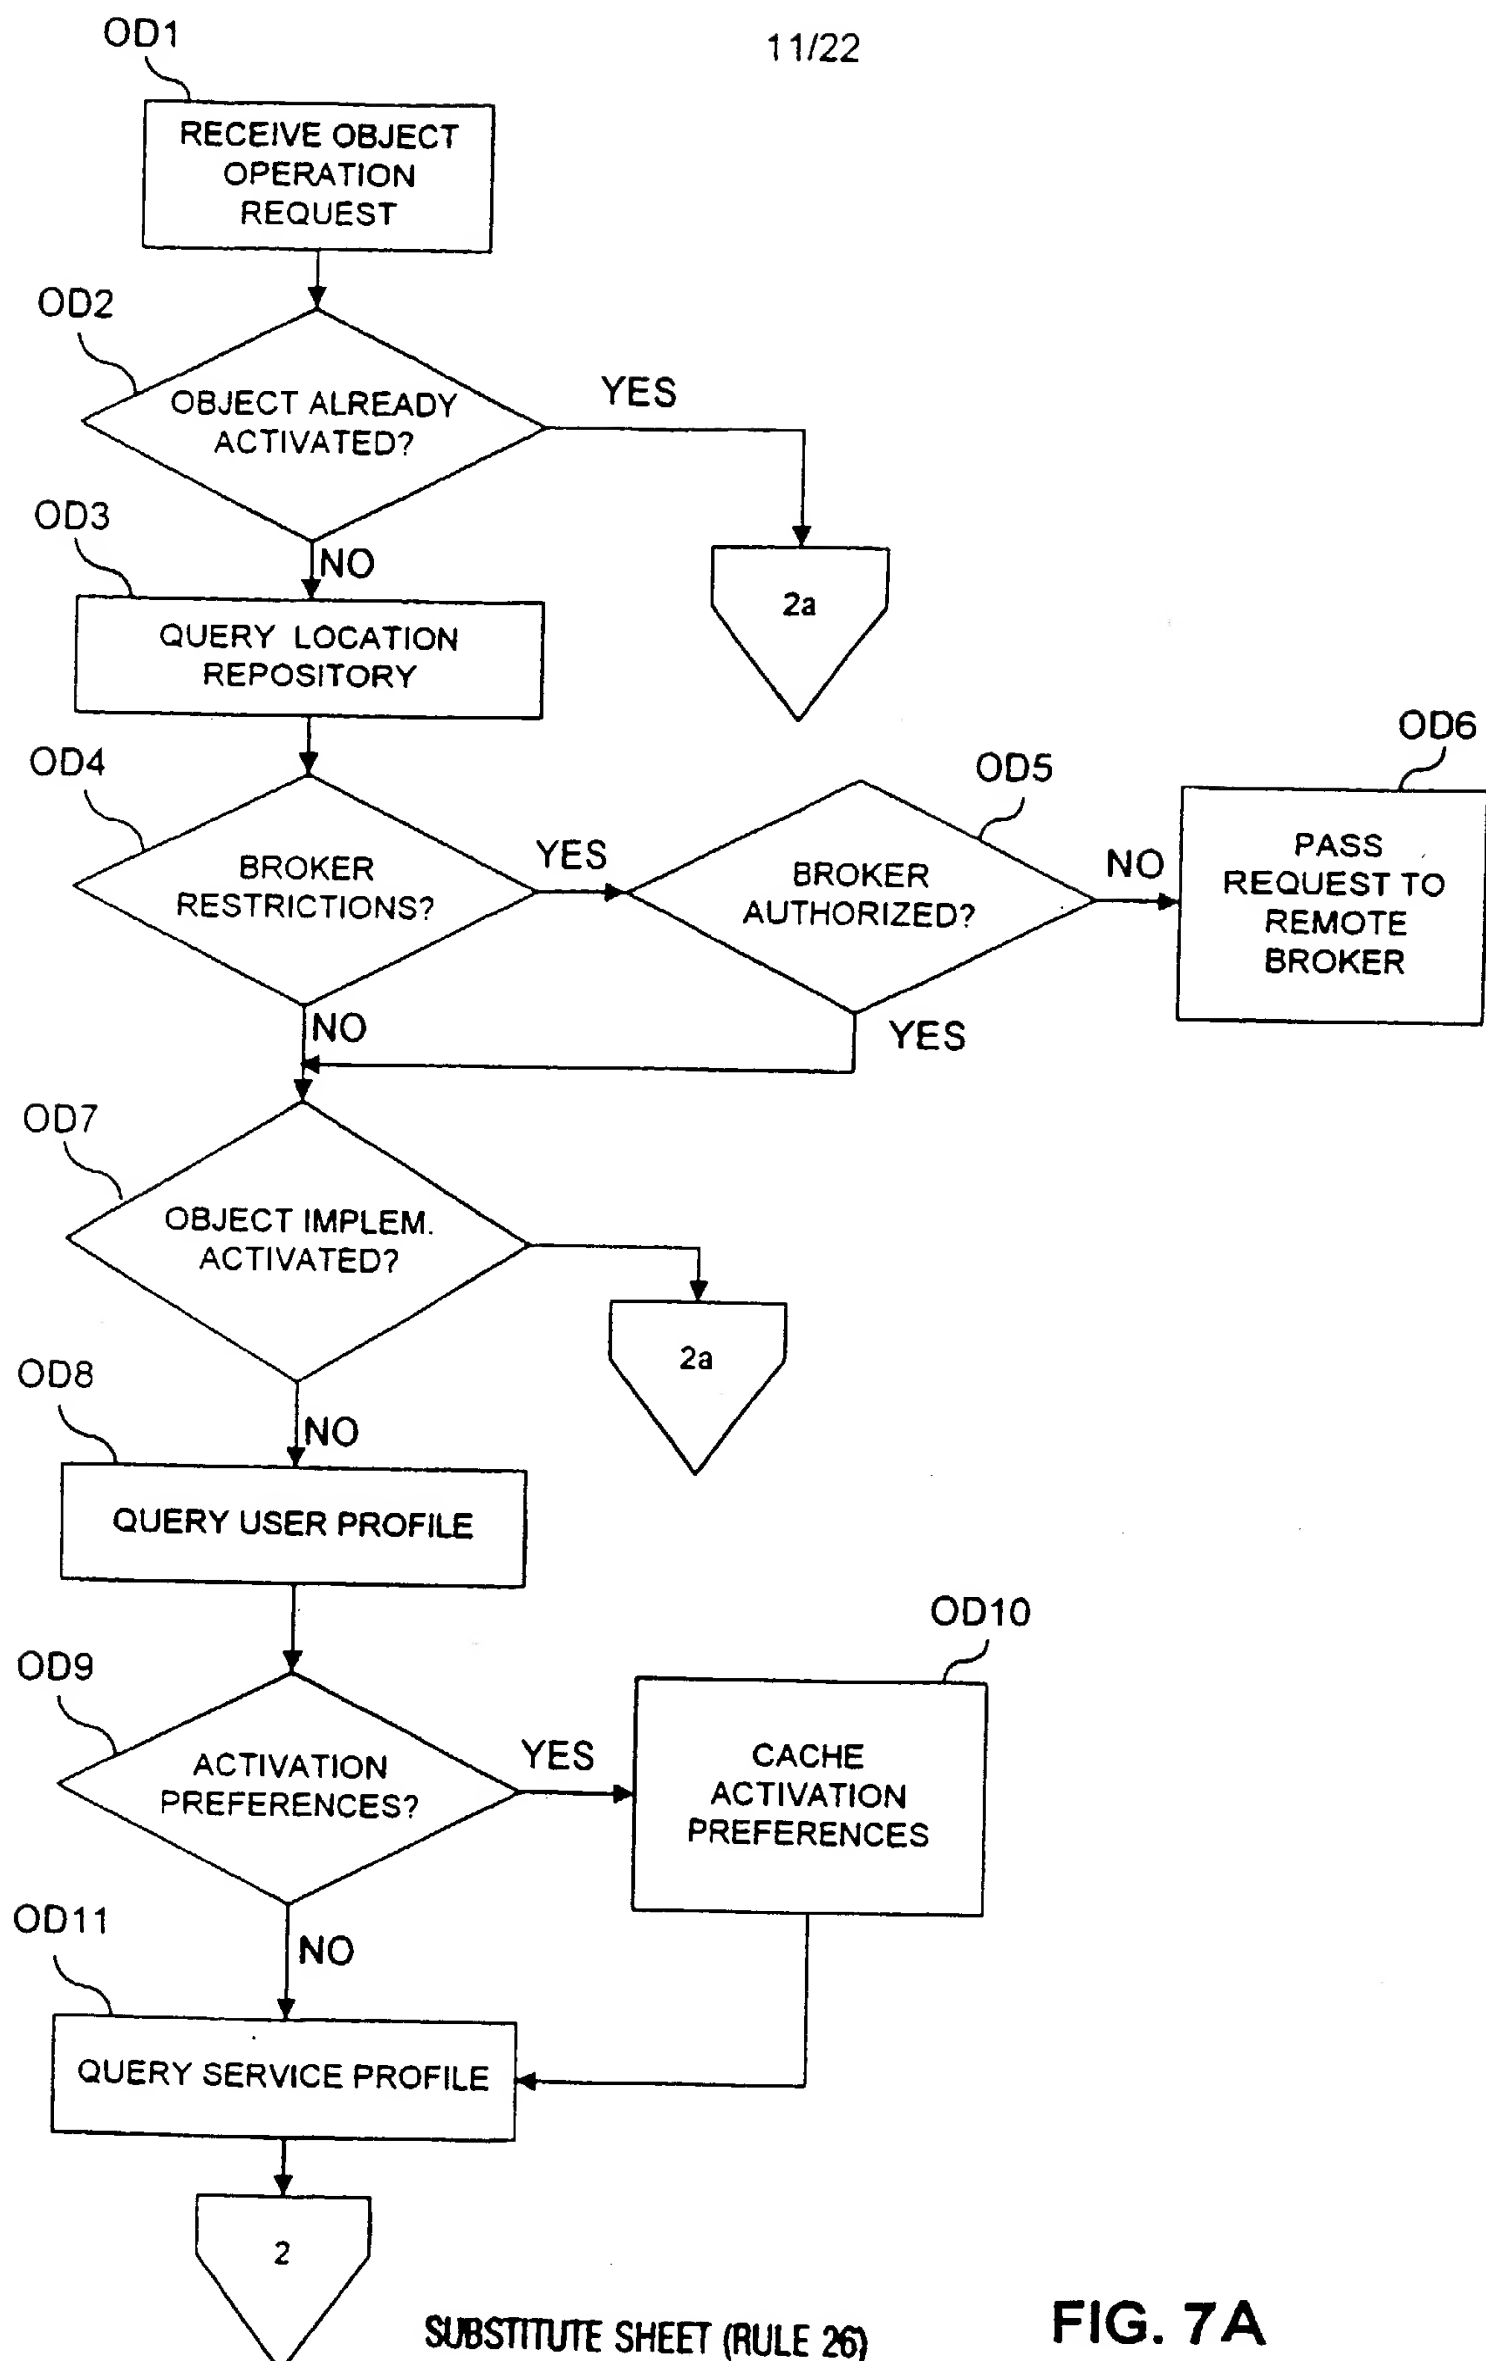 OD1
11/22
RECEIVE OBJECT
OPERATION
REQUEST
OD2
OBJECT ALREADY
ACTIVATED?
YES
OD3
NO
2a
QUERY LOCATION
REPOSITORY
OD4
BROKER
RESTRICTIONS?
YES
OD5
BROKER
AUTHORIZED?
NO
OD6
PASS
REQUEST TO
REMOTE
BROKER
NO
YES
OD7
OBJECT IMPLEM.
ACTIVATED?
2a
OD8
NO
QUERY USER PROFILE
OD9
ACTIVATION
PREFERENCES?
YES
OD10
CACHE
ACTIVATION
PREFERENCES
OD11
NO
QUERY SERVICE PROFILE
2
SUBSTITUTE SHEET (RULE 26)
FIG. 7A